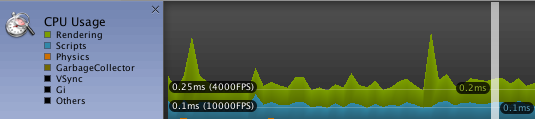 CPU Usage
Rendering
Scripts
Physics
GarbageCollector
VSync
Gi
Others
0.25ms (4000FPS)
0.2ms
0.1ms (10000FPS)
0.1ms